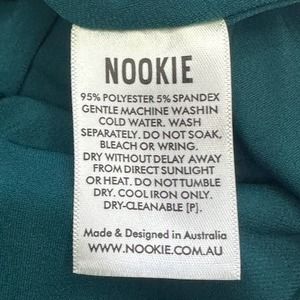 NOOKIE
95% POLYESTER 5% SPANDEX
GENTLE MACHINE WASHIN
COLD WATER. WASH
SEPARATELY. DO NOT SOAK,
BLEACH OR WRING.
DRY WITHOUT DELAY AWAY
FROM DIRECT SUNLIGHT
OR HEAT. DO NOT TUMBLE
DRY. COOL IRON ONLY.
DRY-CLEANABLE [P].
Made & Designed in Australia
WWW.NOOKIE.COM.AU